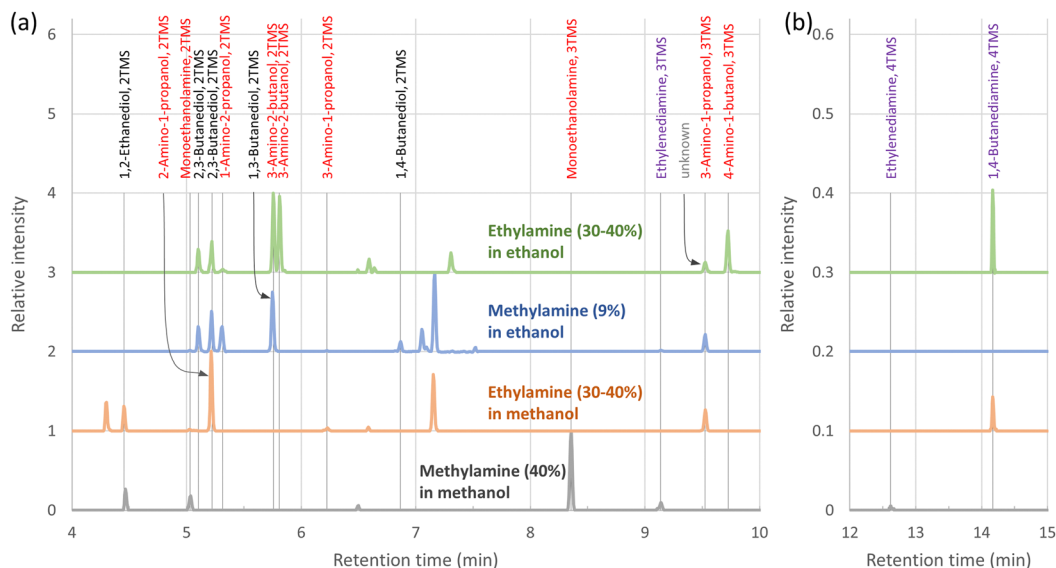 (a)
6
5
4
3
2
1
0
Relative intensity
1,2-Ethanediol, 2TMS
2-Amino-1-propanol, 2TMS
Monoethanolamine, 2TMS
2,3-Butanediol, 2TMS
2,3-Butanediol, 2TMS
1-Amino-2-propanol, 2TMS
1,3-Butanediol, 2TMS
3-Amino-2-butanol, 2TMS
3-Amino-2-butanol, 2TMS
3-Amino-1-propanol, 2TMS
1,4-Butanediol, 2TMS
Monoethanolamine, 3TMS
Ethylenediamine, 3TMS
unknown
3-Amino-1-propanol, 3TMS
4-Amino-1-butanol, 3TMS
Ethylamine (30-40%)
in ethanol
Methylamine (9%)
in ethanol
Ethylamine (30-40%)
in methanol
Methylamine (40%)
in methanol
4 5 6 7 8 9 10
Retention time (min)
(b)
0.6
0.5
0.4
0.3
0.2
0.1
0
Relative intensity
Ethylenediamine, 4TMS
1,4-Butanediamine, 4TMS
12 13 14 15
Retention time (min)